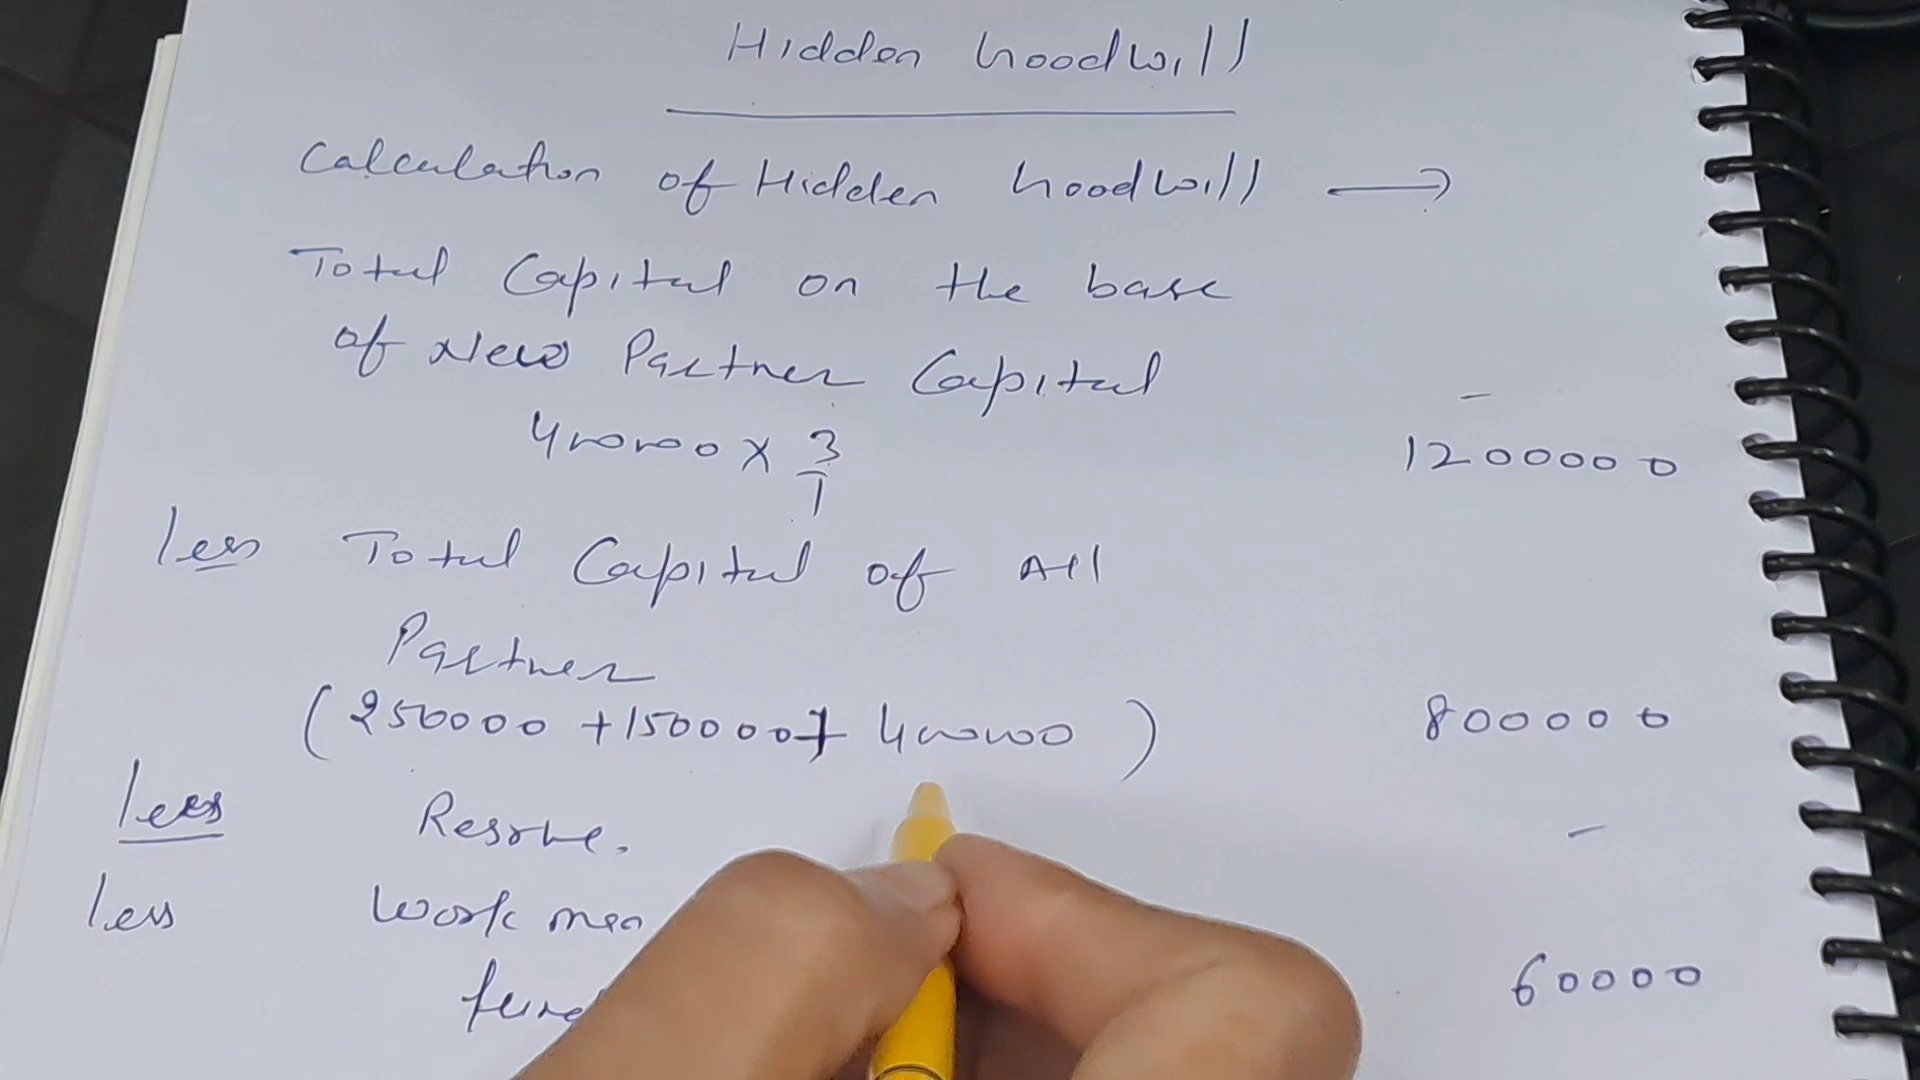 Hidden Goodwill
Calculation of Hidden Goodwill →
Total Capital on the base
of New Partner Capital -
400000 × 3/1 1200000
less Total Capital of All
Partner
(250000 + 150000 + 400000) 800000
less Reserve. -
less Work men
fund 60000